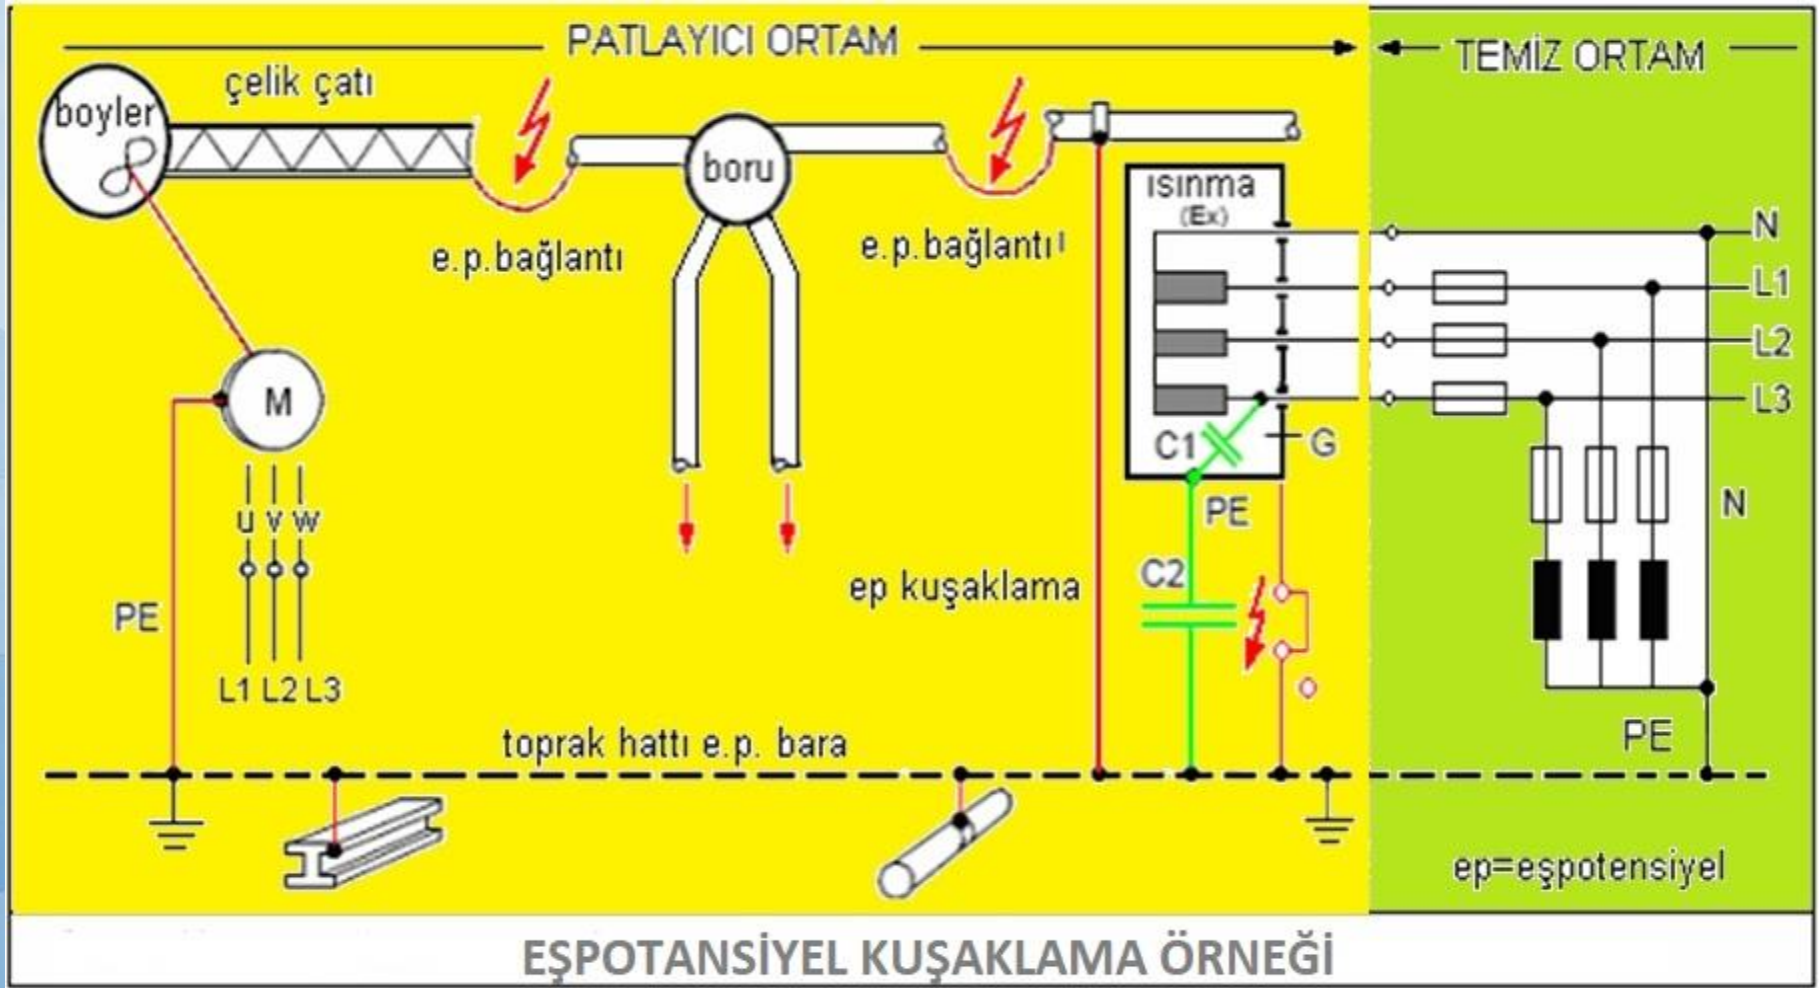 PATLAYICI ORTAM
TEMİZ ORTAM
boyler
çelik çatı
boru
ısınma
(Ex)
e.p.bağlantı
e.p.bağlantı
N
L1
L2
L3
M
C1
G
PE
u v w
N
C2
ep kuşaklama
PE
L1 L2 L3
toprak hattı e.p. bara
PE
ep=eşpotensiyel
EŞPOTANSİYEL KUŞAKLAMA ÖRNEĞİ